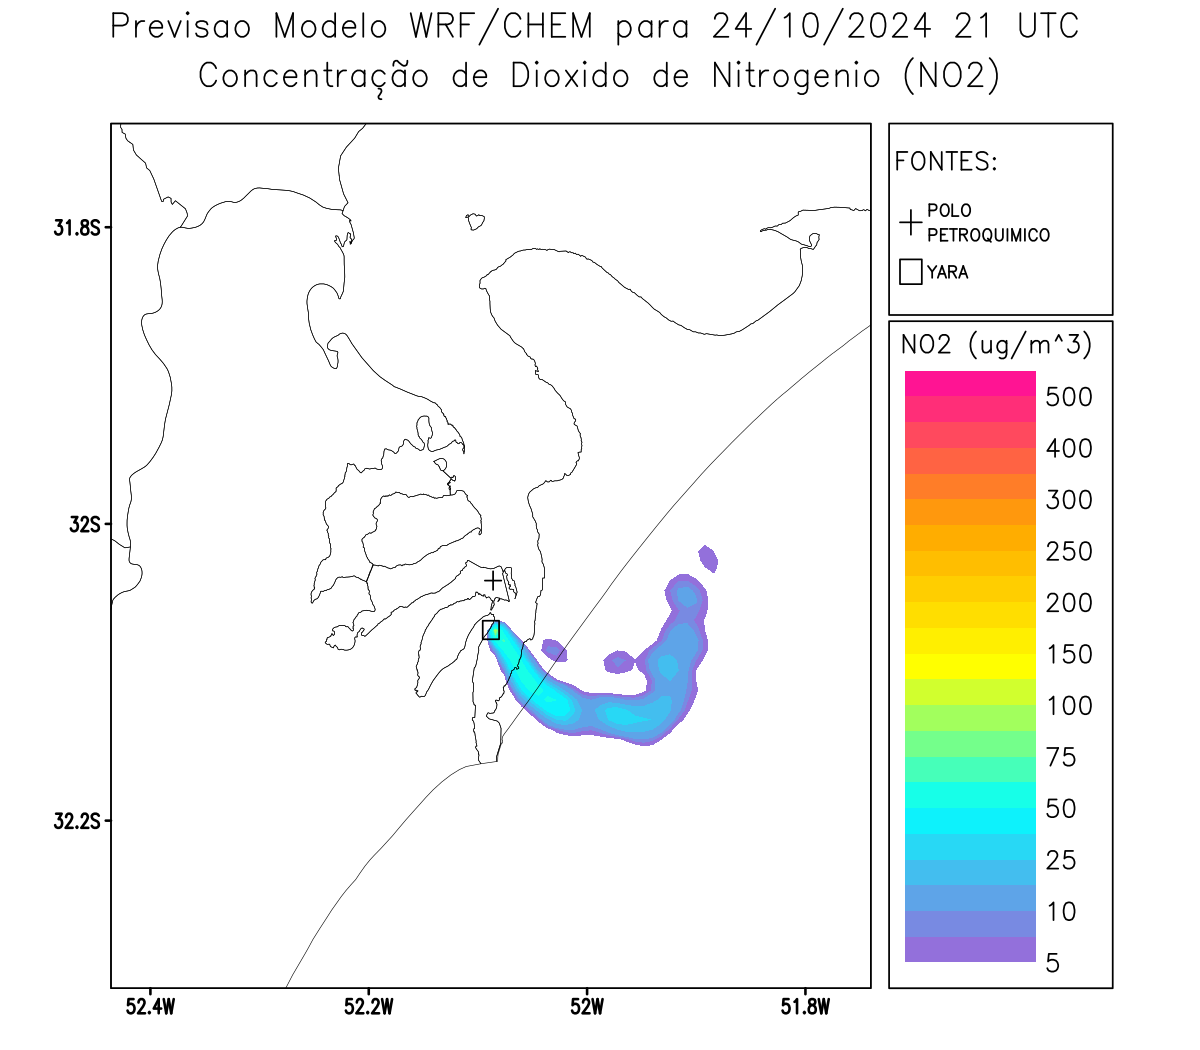 Previsao Modelo WRF/CHEM para 24/10/2024 21 UTC
Concentração de Dioxido de Nitrogenio (NO2)
FONTES:
POLO
PETROQUIMICO
YARA
NO2 (ug/m^3)
500
400
300
250
200
150
100
75
50
25
10
5
31.8S
32S
32.2S
52.4W
52.2W
52W
51.8W